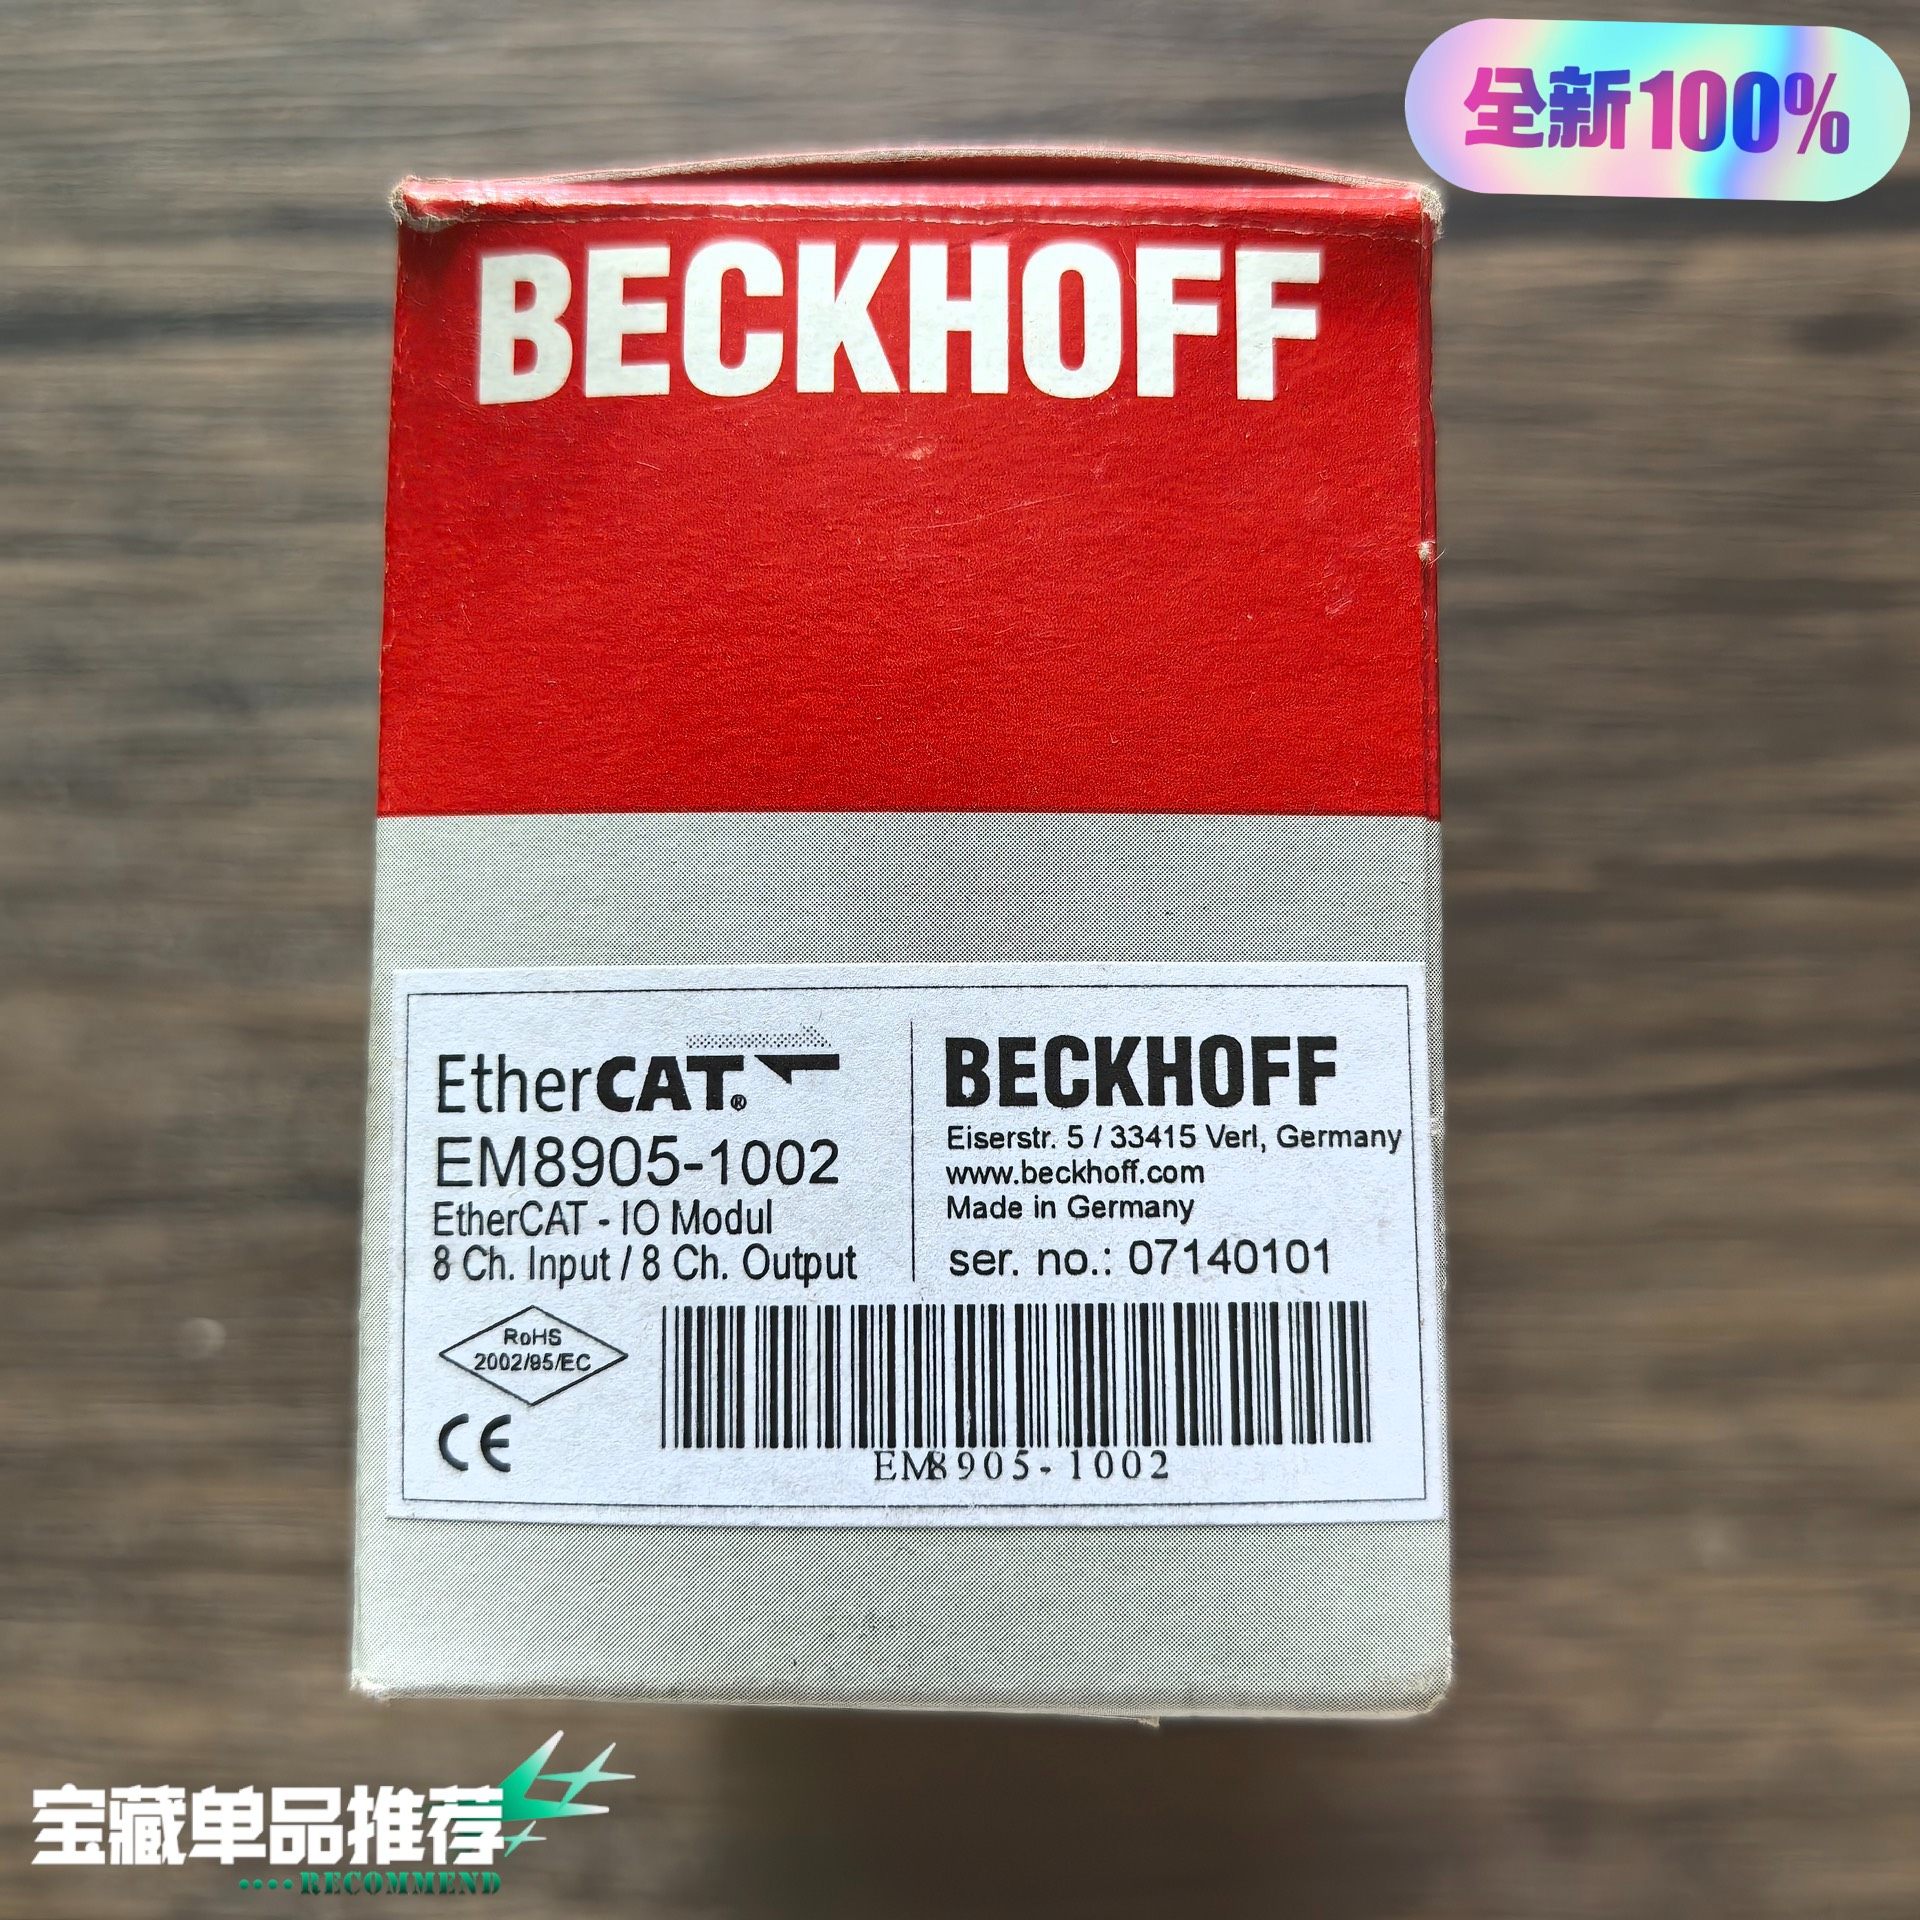 全新100%
BECKHOFF
EtherCAT®
EM8905-1002
EtherCAT - IO Modul
8 Ch. Input / 8 Ch. Output
BECKHOFF
Eiserstr. 5 / 33415 Verl, Germany
www.beckhoff.com
Made in Germany
ser. no.: 07140101
RoHS
2002/95/EC
CE
EM8905-1002
宝藏单品推荐
····RECOMMEND